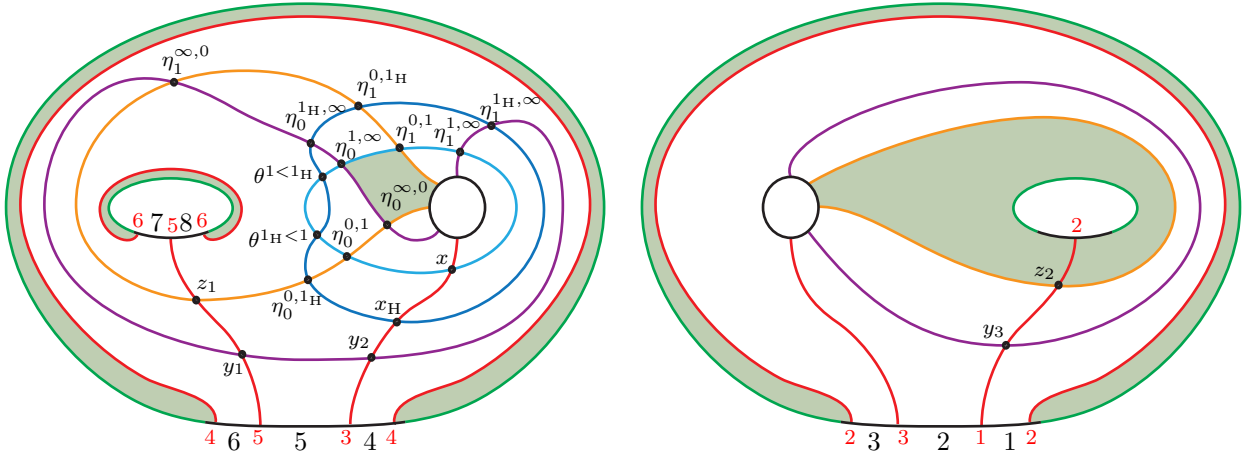 η₁^{∞,0}
η₁^{0,1_H}
η₀^{1_H,∞}
η₁^{1_H,∞}
η₁^{0,1}
η₁^{1,∞}
η₀^{1,∞}
θ^{1<1_H}
η₀^{∞,0}
6 7 5 8 6
2
θ^{1_H<1}
η₀^{0,1}
x
z₂
z₁
η₀^{0,1_H}
x_H
y₁
y₂
y₃
4 6 5 5 3 4 4
2 3 3 2 1 1 2